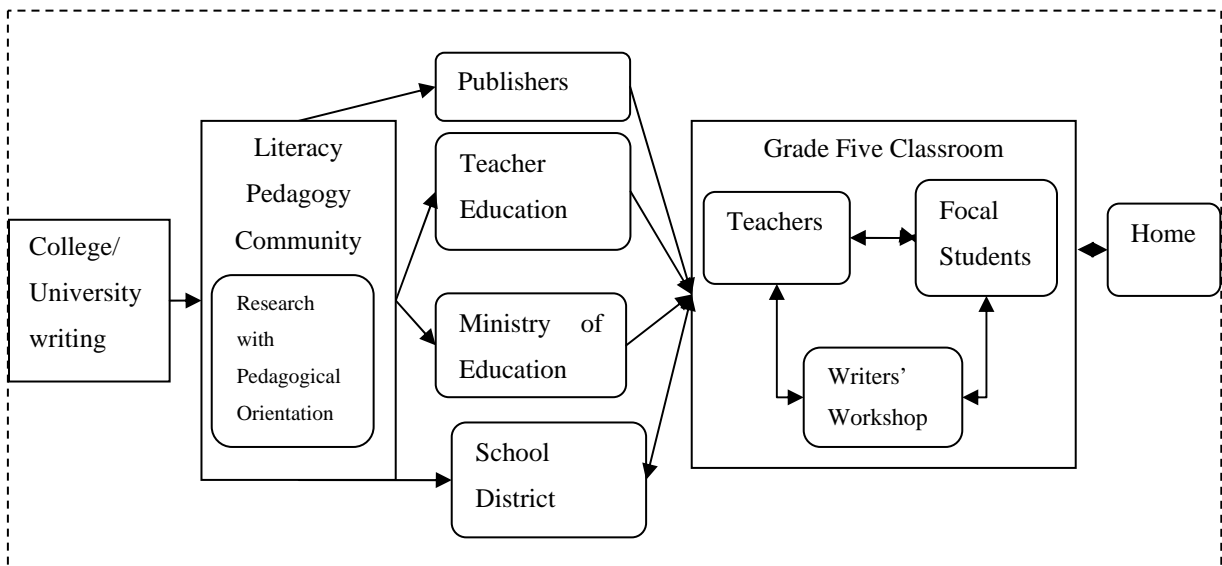 College/
University
writing
Literacy
Pedagogy
Community
Research
with
Pedagogical
Orientation
Publishers
Teacher
Education
Ministry of
Education
School
District
Grade Five Classroom
Teachers
Focal
Students
Writers’
Workshop
Home